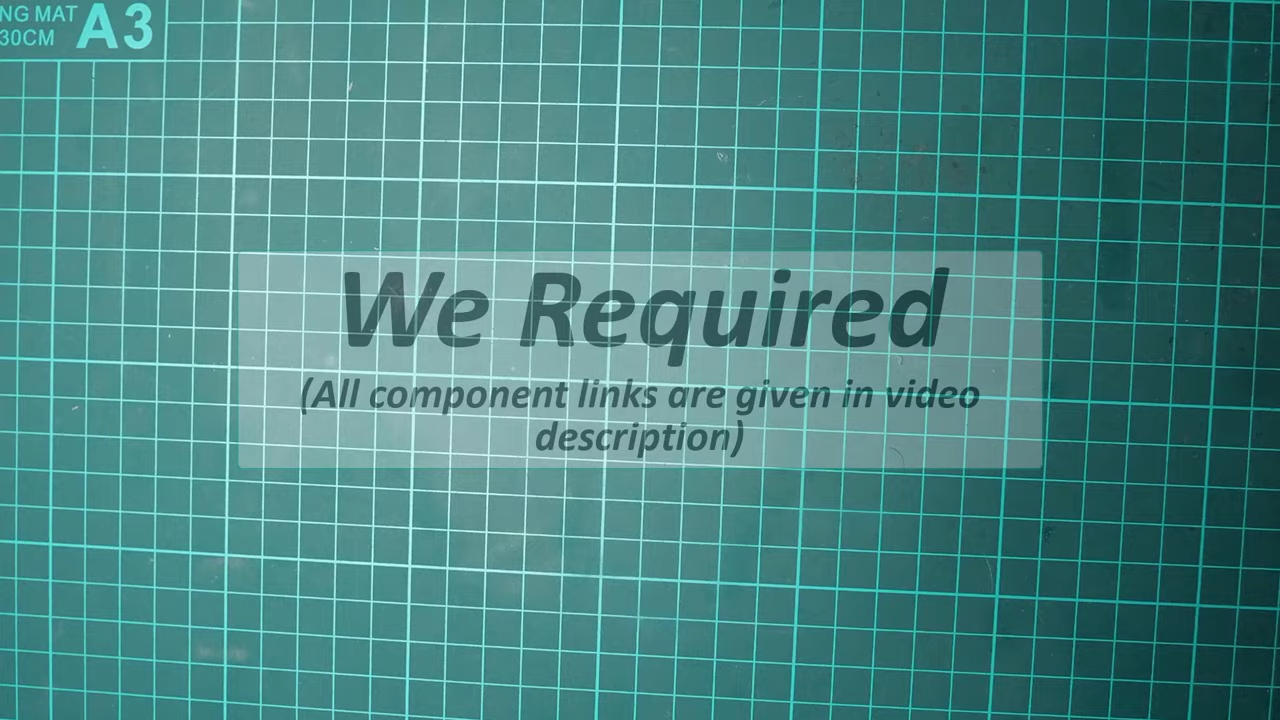 NG MAT
30CM
A3
We Required
(All component links are given in video
description)